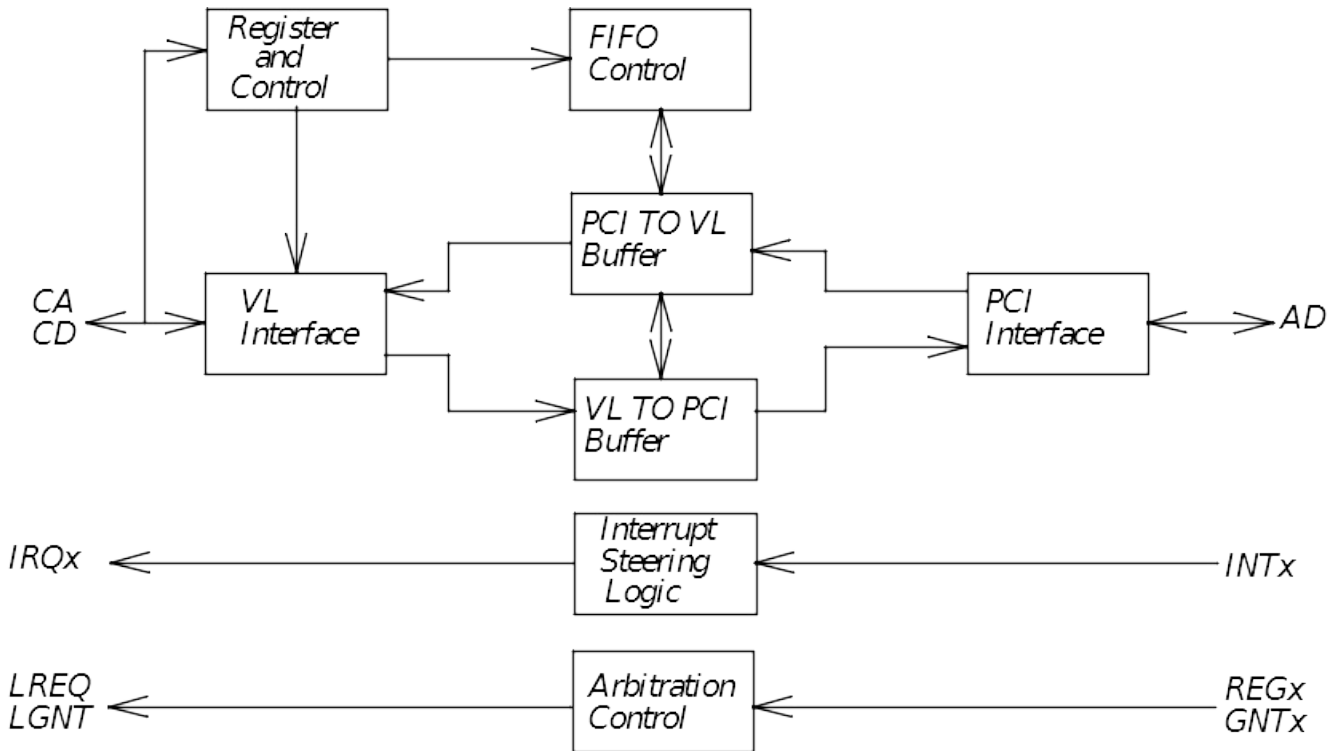 Register
and
Control
FIFO
Control
PCI TO VL
Buffer
CA
CD
VL
Interface
PCI
Interface
AD
VL TO PCI
Buffer
IRQx
Interrupt
Steering
Logic
INTx
LREQ
LGNT
Arbitration
Control
REGx
GNTx